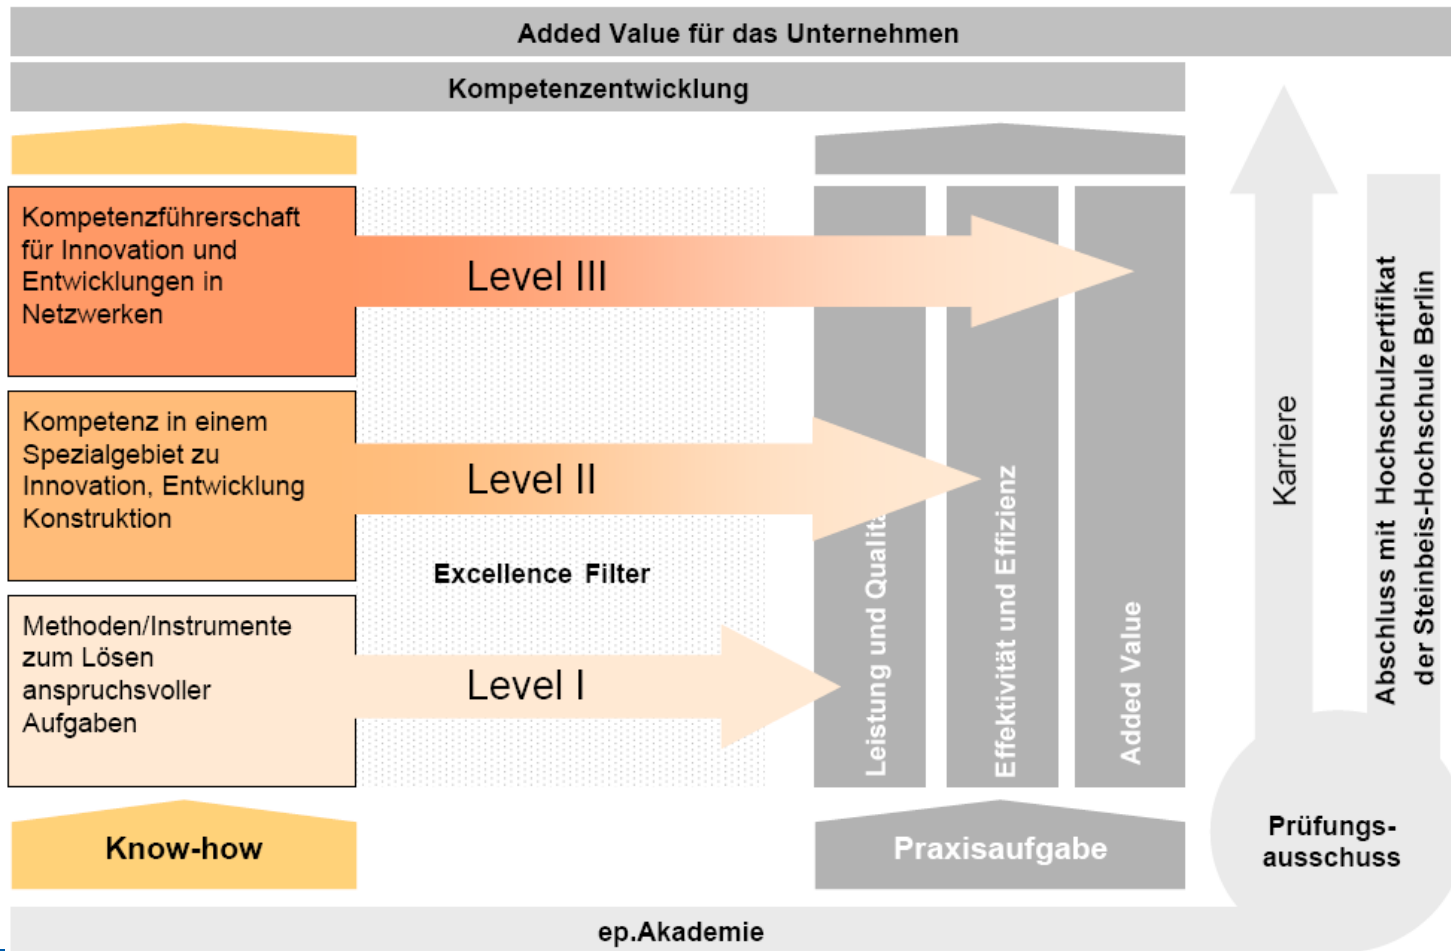 Added Value für das Unternehmen
Kompetenzentwicklung
Kompetenzführerschaft
für Innovation und
Entwicklungen in
Netzwerken
Level III
Kompetenz in einem
Spezialgebiet zu
Innovation, Entwicklung
Konstruktion
Level II
Excellence Filter
Methoden/Instrumente
zum Lösen
anspruchsvoller
Aufgaben
Level I
Know-how
Leistung und Qualitä
Effektivität und Effizienz
Added Value
Praxisaufgabe
Karriere
Abschluss mit Hochschulzertifikat
der Steinbeis-Hochschule Berlin
Prüfungs-
ausschuss
ep.Akademie